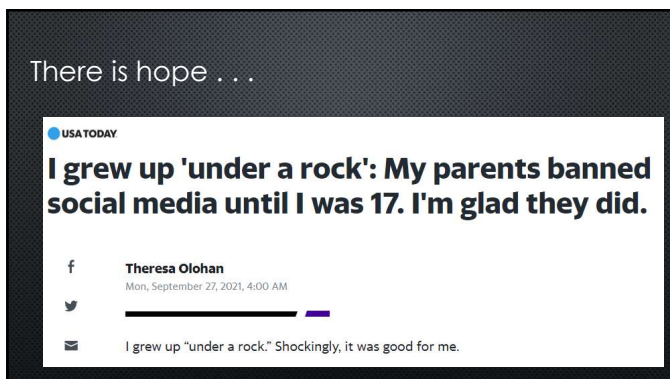 There is hope . . .
USA TODAY
I grew up 'under a rock': My parents banned
social media until I was 17. I'm glad they did.
f
Theresa Olohan
Mon, September 27, 2021, 4:00 AM
I grew up “under a rock.” Shockingly, it was good for me.